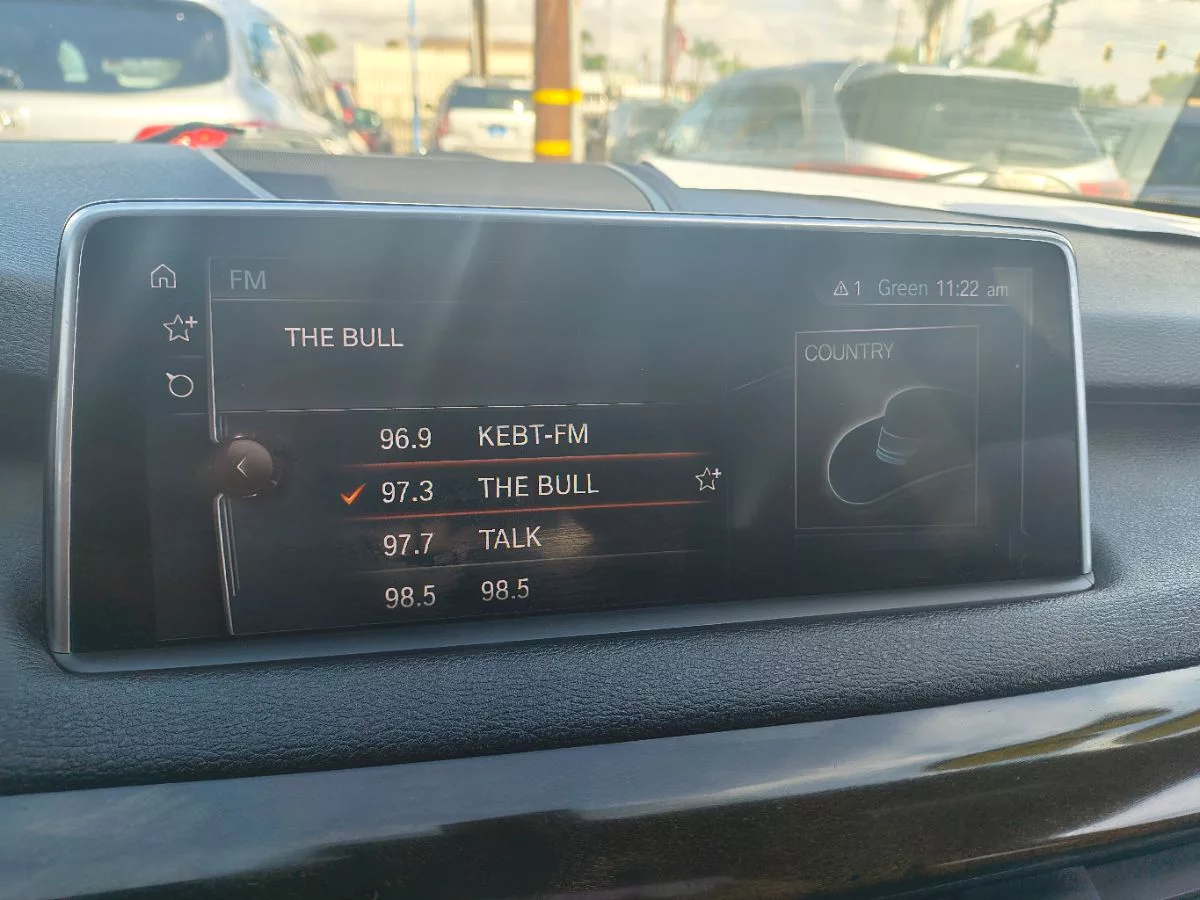 FM
1 Green 11:22 am
THE BULL
COUNTRY
96.9 KEBT-FM
97.3 THE BULL
97.7 TALK
98.5 98.5